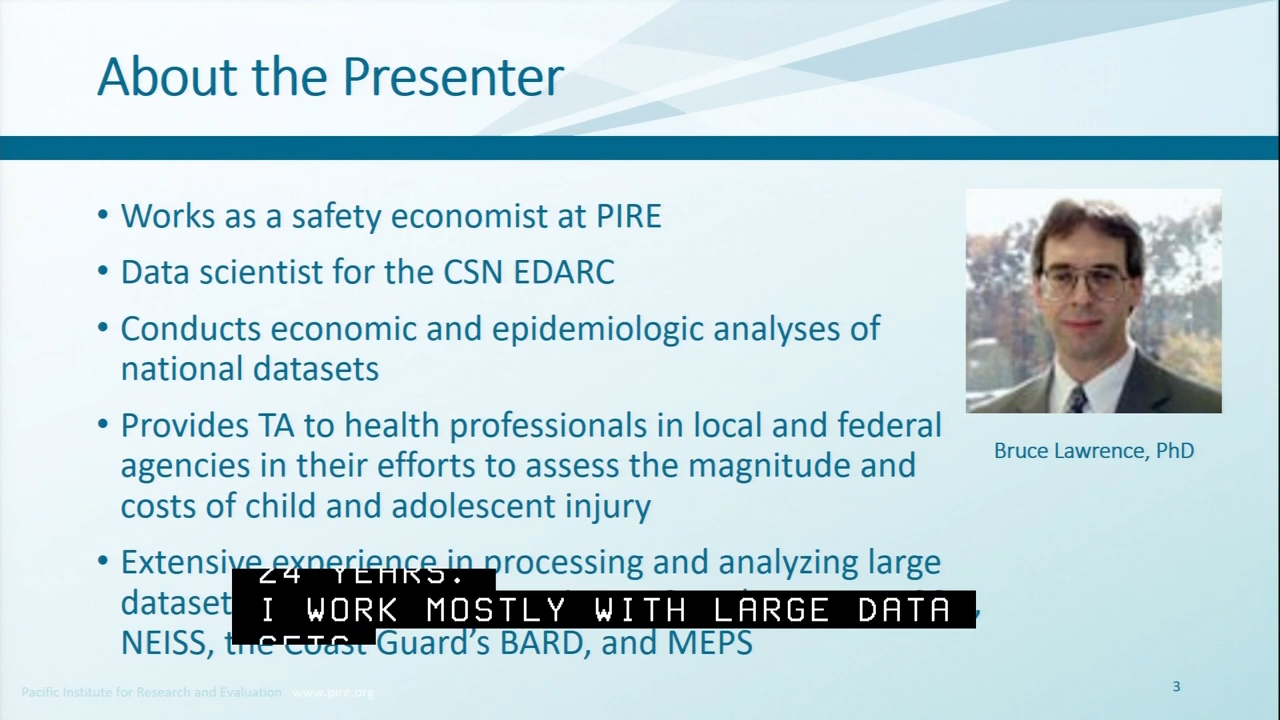 About the Presenter
• Works as a safety economist at PIRE
• Data scientist for the CSN EDARC
• Conducts economic and epidemiologic analyses of
national datasets
• Provides TA to health professionals in local and federal
agencies in their efforts to assess the magnitude and
costs of child and adolescent injury
• Extensive experience in processing and analyzing large
dataset
NEISS, the Coast Guard's BARD, and MEPS
24 YEARS.
I WORK MOSTLY WITH LARGE DATA
SETS
Bruce Lawrence, PhD
Pacific Institute for Research and Evaluation www.pire.org
3